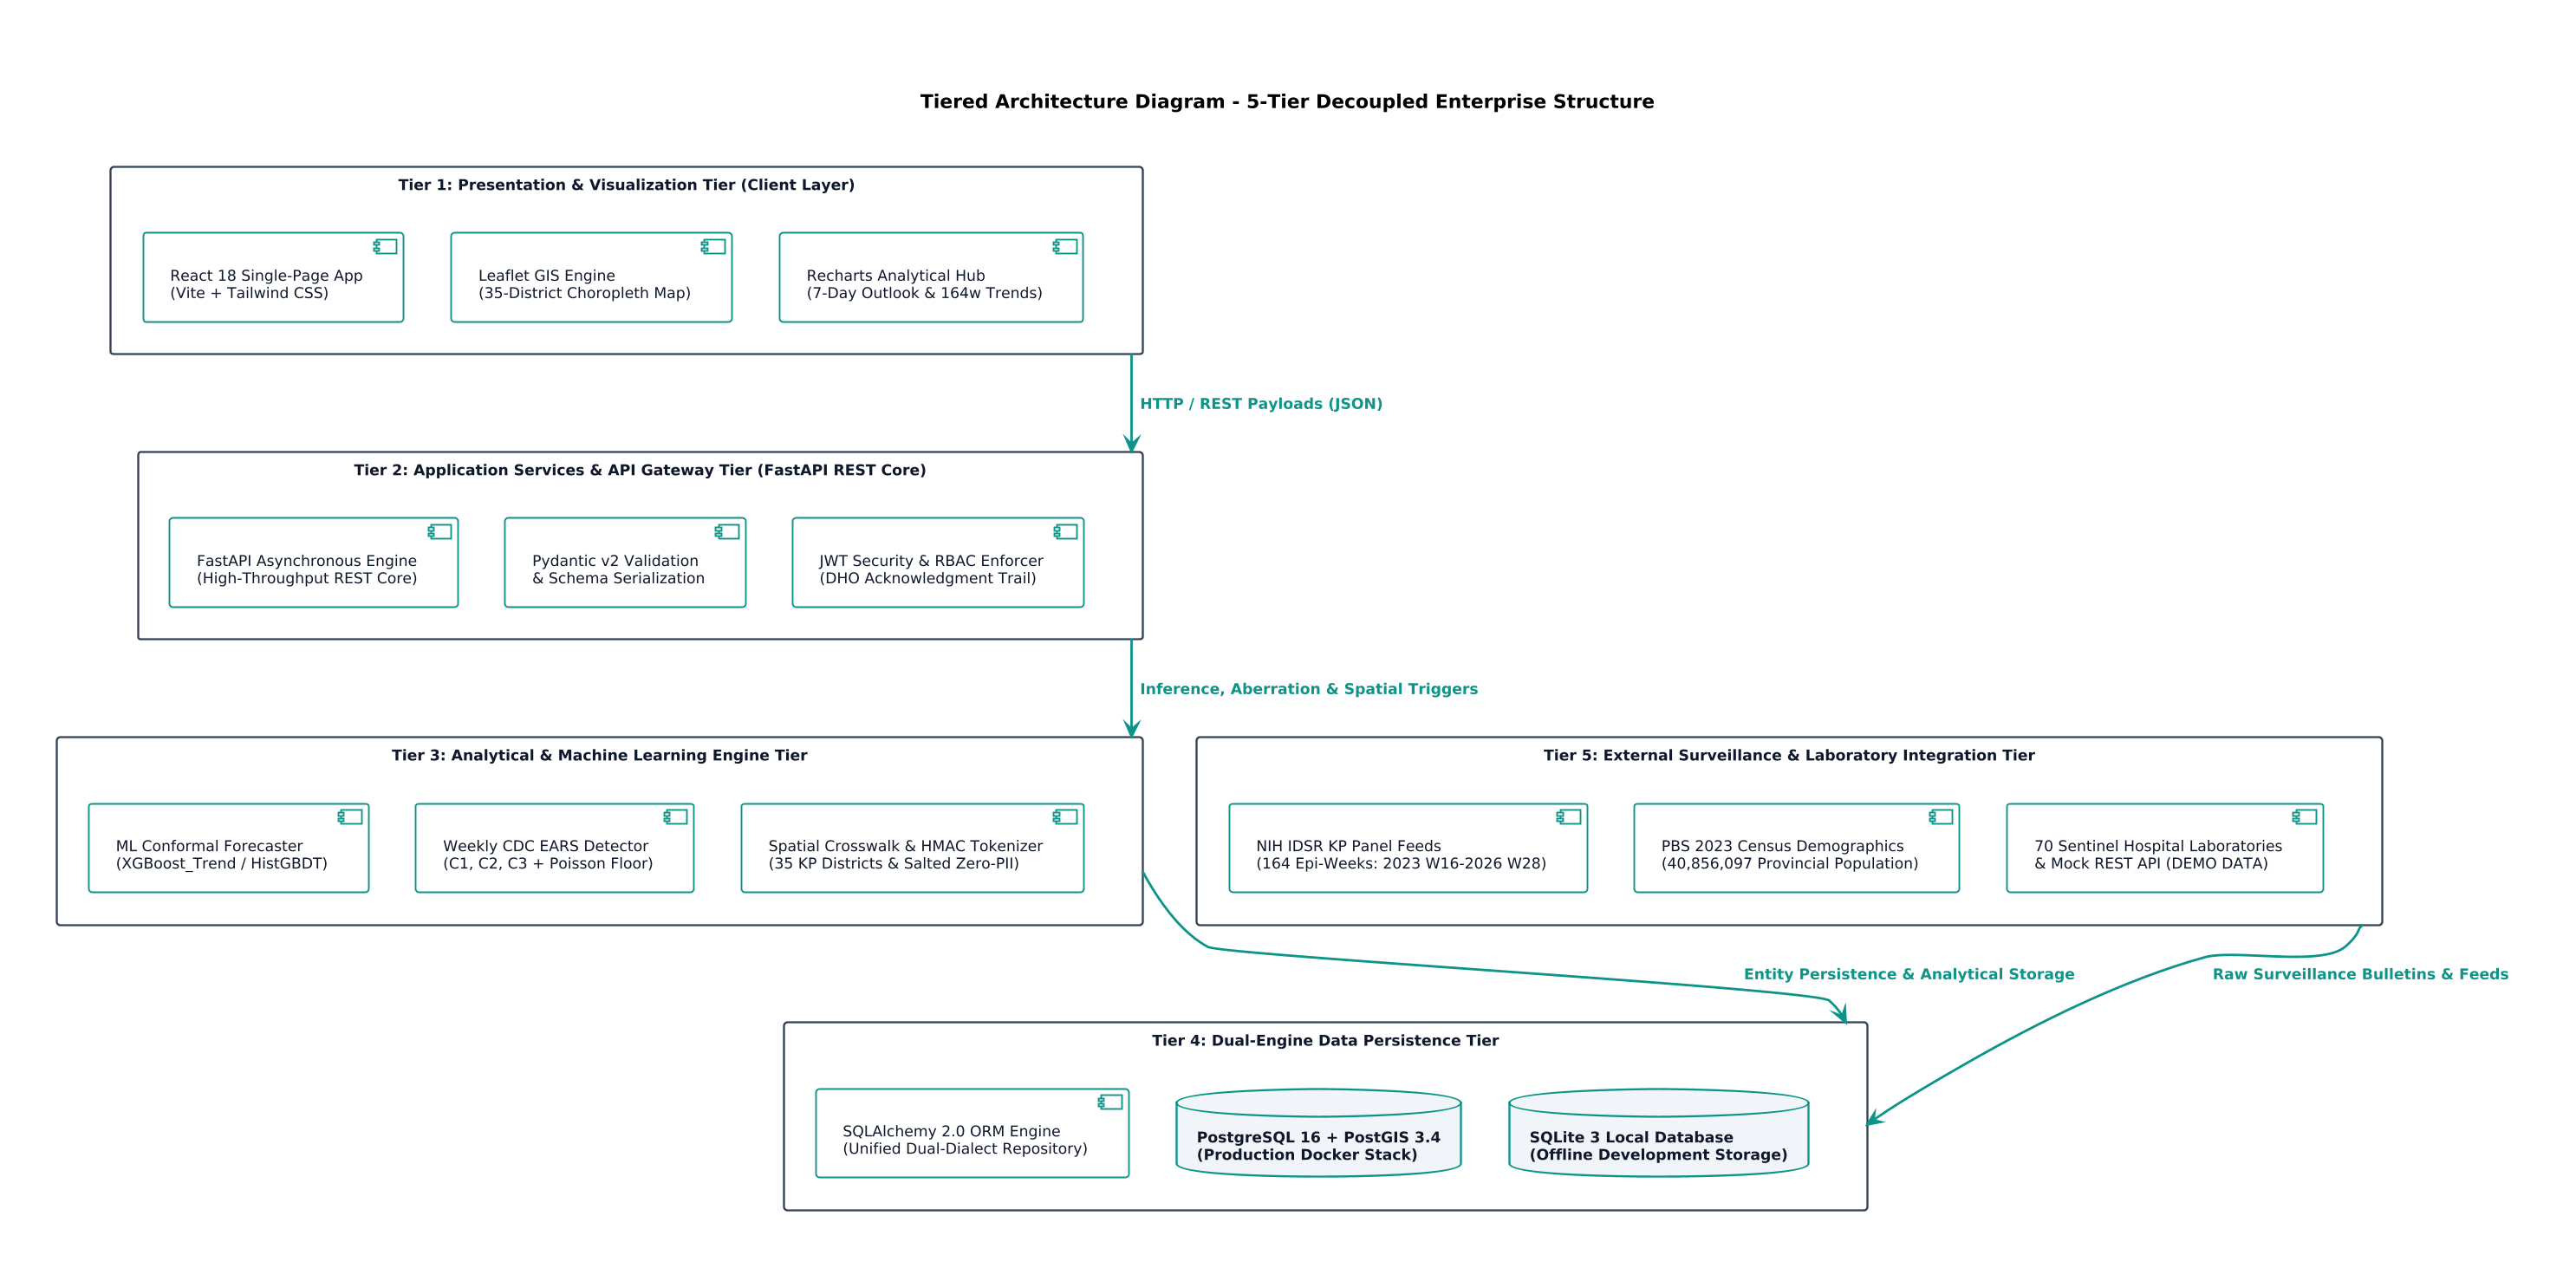 Tiered Architecture Diagram - 5-Tier Decoupled Enterprise Structure
Tier 1: Presentation & Visualization Tier (Client Layer)
React 18 Single-Page App
(Vite + Tailwind CSS)
Leaflet GIS Engine
(35-District Choropleth Map)
Recharts Analytical Hub
(7-Day Outlook & 164w Trends)
HTTP / REST Payloads (JSON)
Tier 2: Application Services & API Gateway Tier (FastAPI REST Core)
FastAPI Asynchronous Engine
(High-Throughput REST Core)
Pydantic v2 Validation
& Schema Serialization
JWT Security & RBAC Enforcer
(DHO Acknowledgment Trail)
Inference, Aberration & Spatial Triggers
Tier 3: Analytical & Machine Learning Engine Tier
ML Conformal Forecaster
(XGBoost_Trend / HistGBDT)
Weekly CDC EARS Detector
(C1, C2, C3 + Poisson Floor)
Spatial Crosswalk & HMAC Tokenizer
(35 KP Districts & Salted Zero-PII)
Tier 5: External Surveillance & Laboratory Integration Tier
NIH IDSR KP Panel Feeds
(164 Epi-Weeks: 2023 W16-2026 W28)
PBS 2023 Census Demographics
(40,856,097 Provincial Population)
70 Sentinel Hospital Laboratories
& Mock REST API (DEMO DATA)
Entity Persistence & Analytical Storage
Raw Surveillance Bulletins & Feeds
Tier 4: Dual-Engine Data Persistence Tier
SQLAlchemy 2.0 ORM Engine
(Unified Dual-Dialect Repository)
PostgreSQL 16 + PostGIS 3.4
(Production Docker Stack)
SQLite 3 Local Database
(Offline Development Storage)